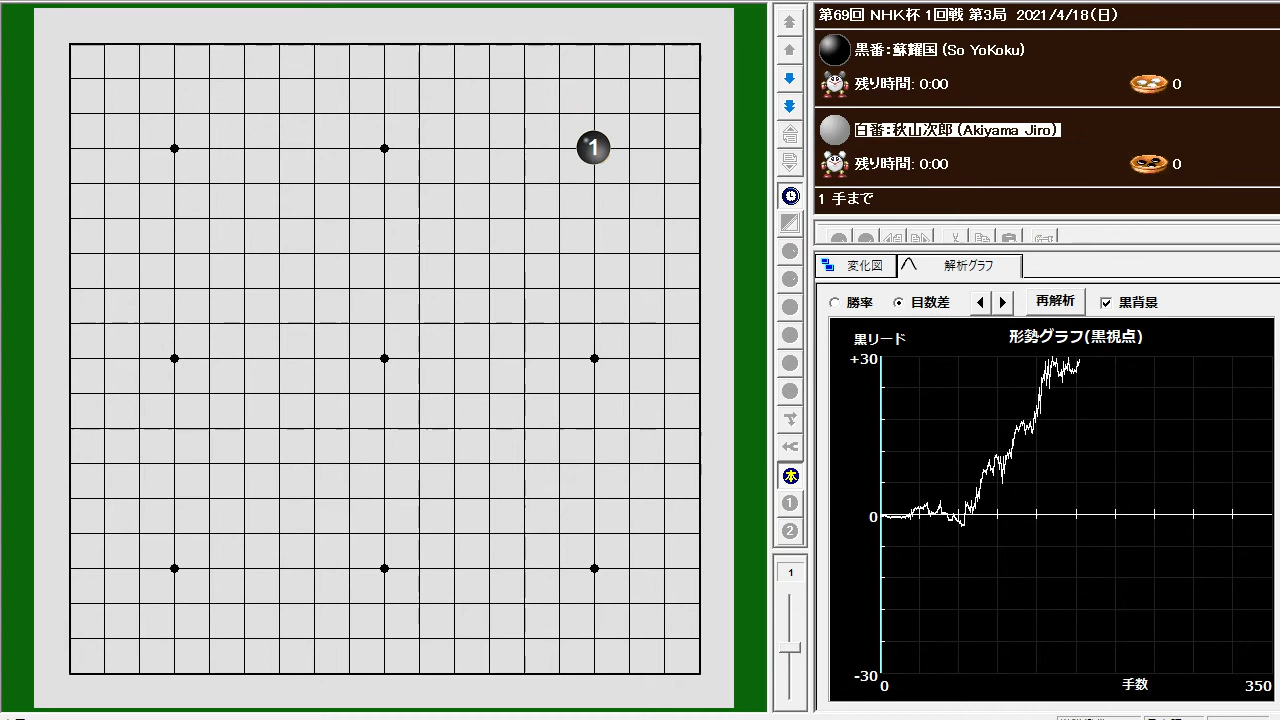 第69回 NHK杯 1回戦 第3局 2021/4/18(日)
黒番:蘇耀国 (So YoKoku)
残り時間: 0:00
0
白番:秋山次郎 (Akiyama Jiro)
残り時間: 0:00
0
1 手まで
変化図 解析グラフ
勝率 目数差 再解析 黒背景
黒リード 形勢グラフ(黒視点)
+30
0
-30
0 手数 350
1
1
2
1